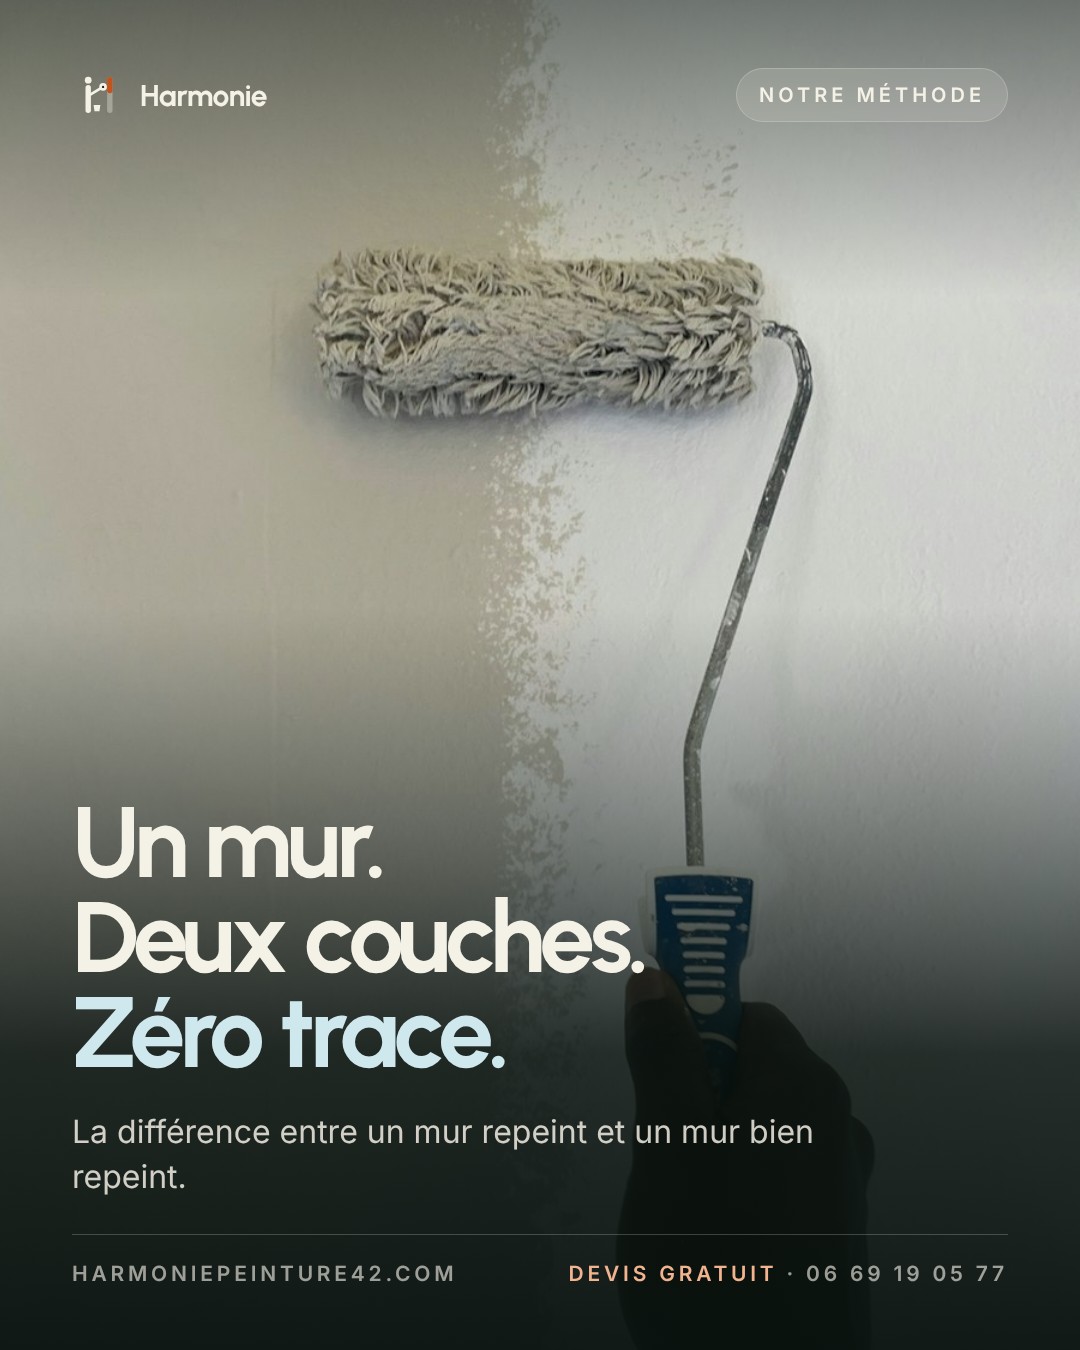 Harmonie
NOTRE MÉTHODE
Un mur.
Deux couches.
Zéro trace.
La différence entre un mur repeint et un mur bien
repeint.
HARMONIEPEINTURE42.COM
DEVIS GRATUIT · 06 69 19 05 77